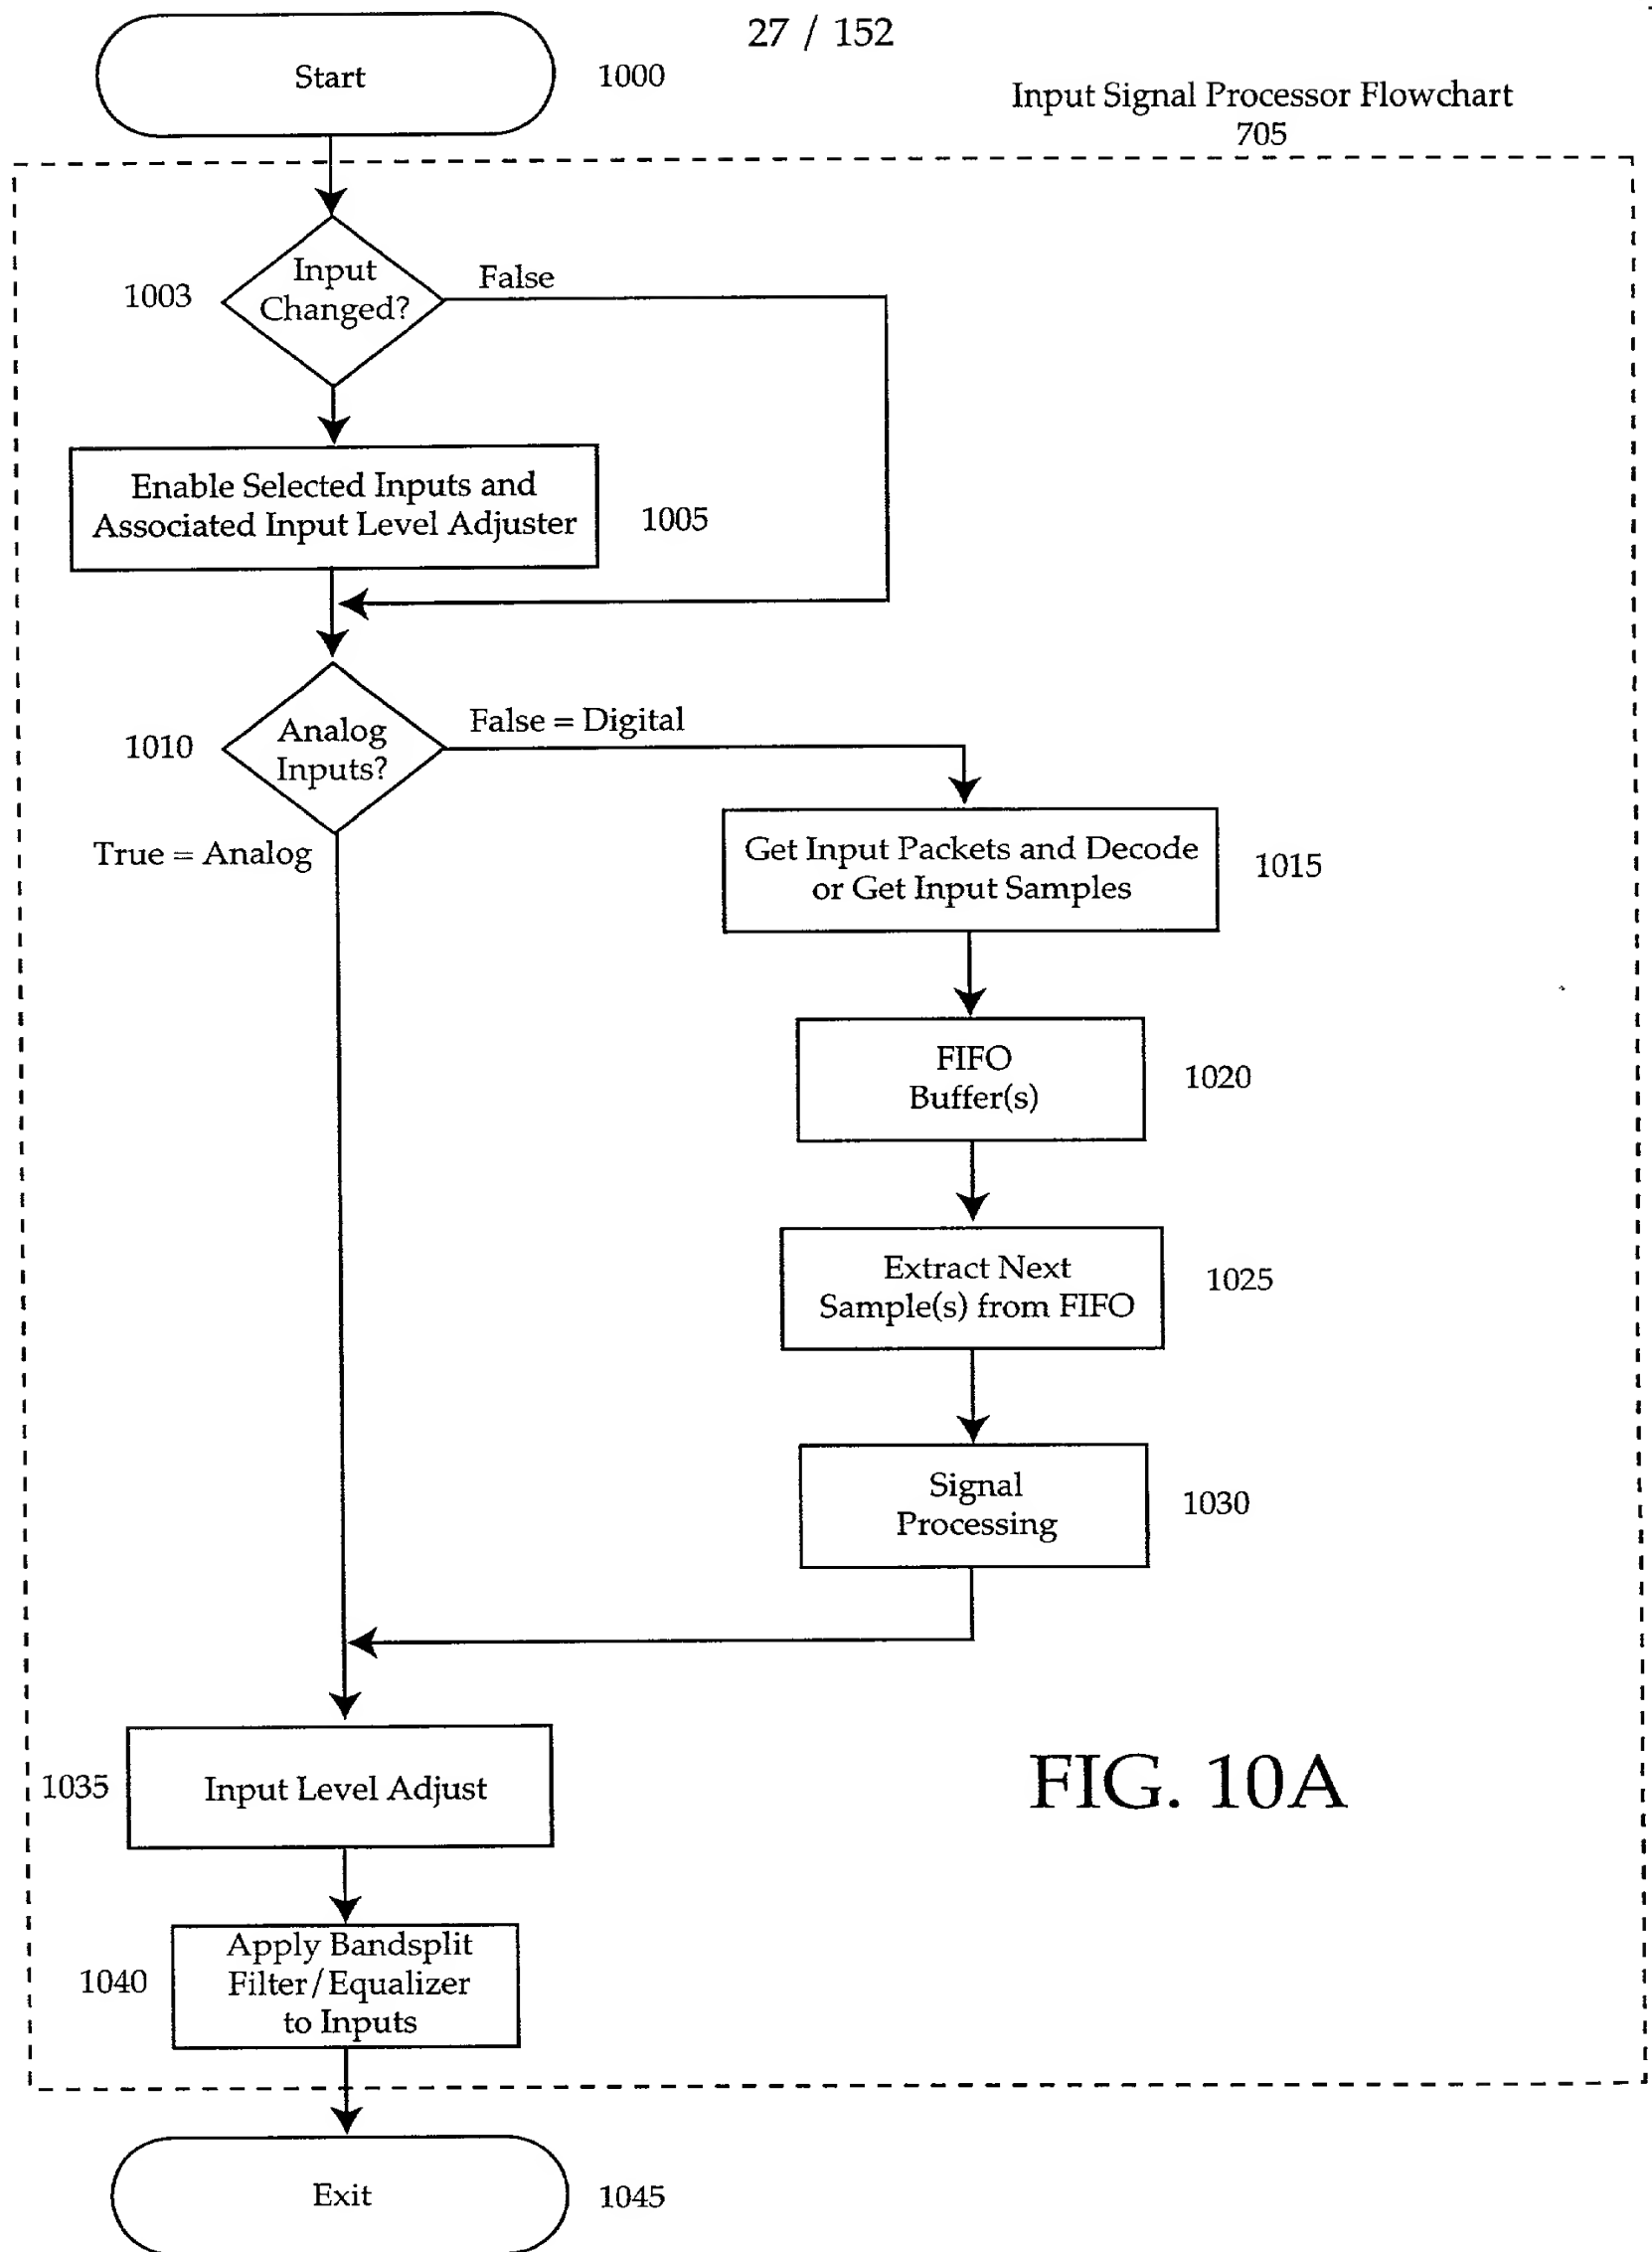 27 / 152
Start
1000
Input Signal Processor Flowchart
705
Input
Changed?
1003
False
Enable Selected Inputs and
Associated Input Level Adjuster
1005
Analog
Inputs?
1010
False = Digital
True = Analog
Get Input Packets and Decode
or Get Input Samples
1015
FIFO
Buffer(s)
1020
Extract Next
Sample(s) from FIFO
1025
Signal
Processing
1030
1035
Input Level Adjust
FIG. 10A
1040
Apply Bandsplit
Filter/Equalizer
to Inputs
Exit
1045